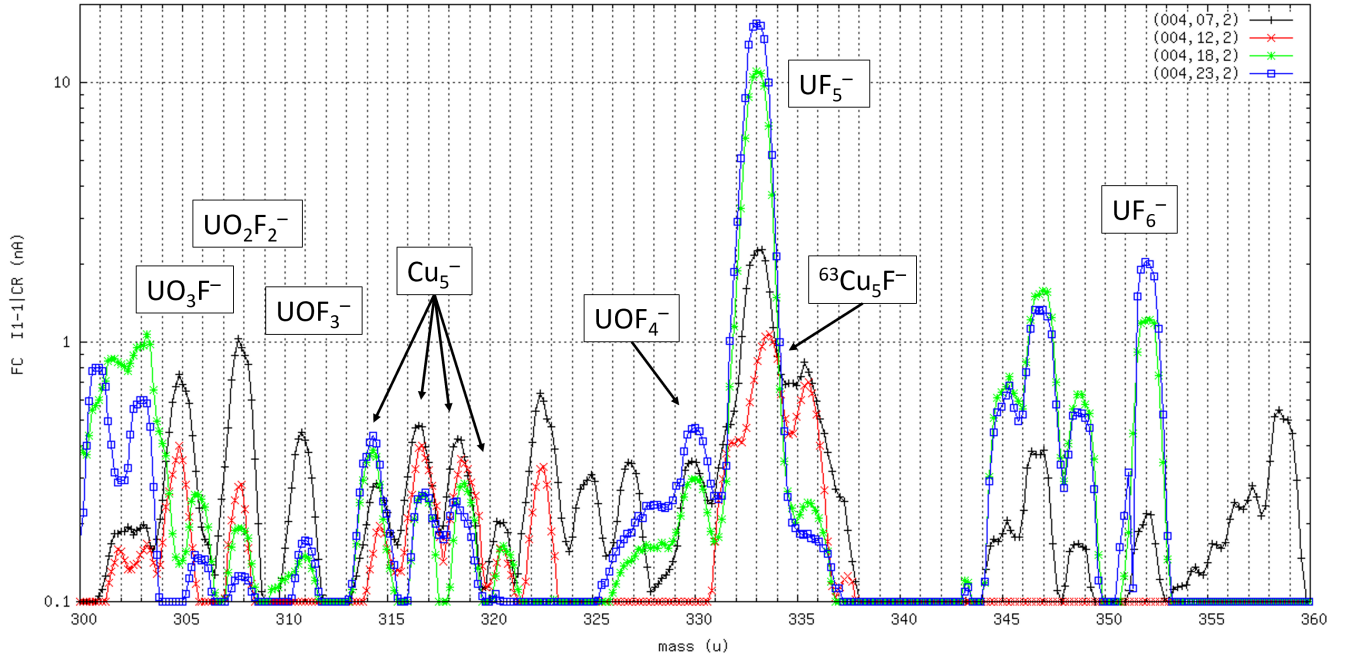 (004,07,2)
(004,12,2)
(004,18,2)
(004,23,2)
10
1
0.1
FC I1-1|CR (nA)
UF₅⁻
UO₂F₂⁻
UF₆⁻
Cu₅⁻
UO₃F⁻
⁶³Cu₅F⁻
UOF₃⁻
UOF₄⁻
300 305 310 315 320 325 330 335 340 345 350 355 360
mass (u)